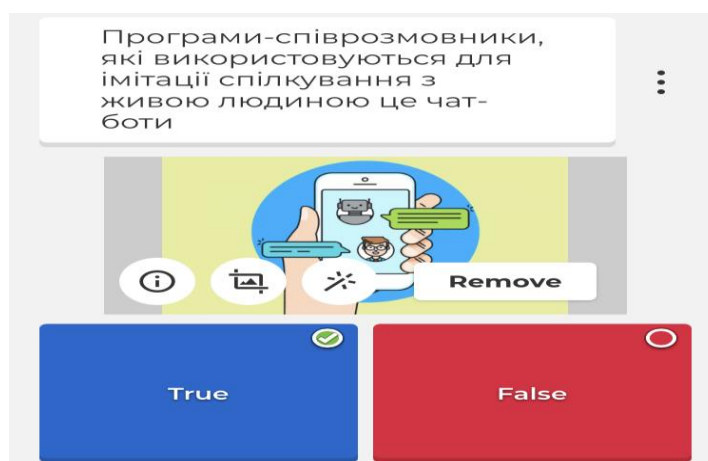 Програми-співрозмовники,
які використовуються для
імітації спілкування з
живою людиною це чат-
боти
Remove
True
False